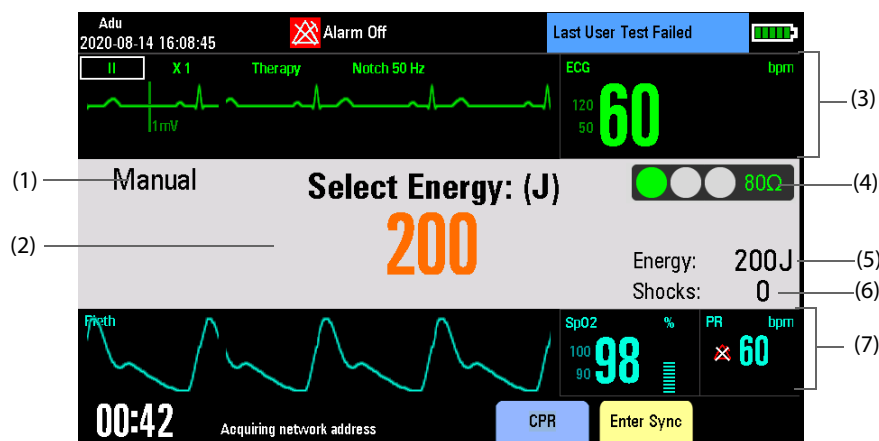 Adu
2020-08-14 16:08:45
Alarm Off
Last User Test Failed
II X 1 Therapy Notch 50 Hz
1mV
ECG bpm
120
50
60
(3)
(1)
Manual
Select Energy: (J)
80Ω
(4)
(2)
200
Energy: 200J
(5)
Shocks: 0
(6)
Pleth
SpO2 %
100
90
98
PR bpm
60
(7)
00:42
Acquiring network address
CPR
Enter Sync